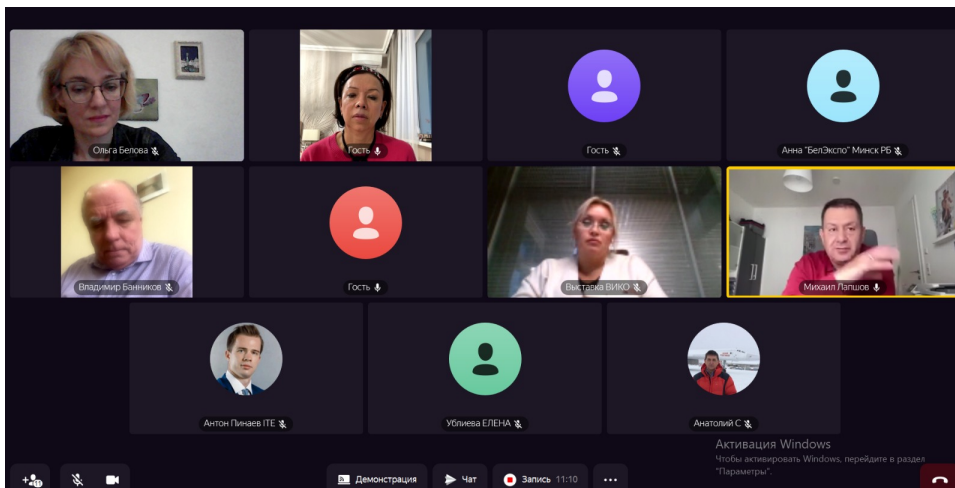 Ольга Белова
Гость
Гость
Анна "БелЭкспо" Минск РБ
Владимир Банников
Гость
Выставка ВИКО
Михаил Лапшов
Антон Пинаев ITE
Ублиева ЕЛЕНА
Анатолий С
Активация Windows
Чтобы активировать Windows, перейдите в раздел
"Параметры".
11
Демонстрация
Чат
Запись 11:10